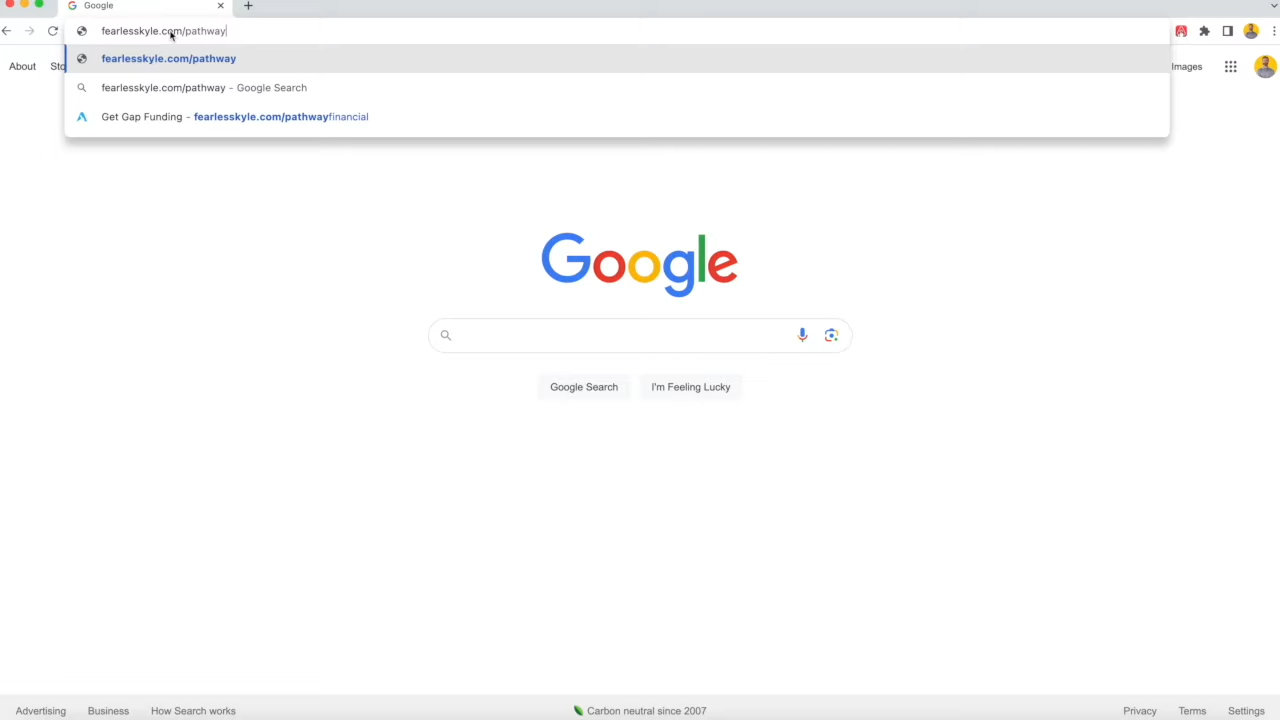 Google
fearlesskyle.com/pathway
fearlesskyle.com/pathway
fearlesskyle.com/pathway - Google Search
Get Gap Funding - fearlesskyle.com/pathwayfinancial
About
Images
Google
Google Search
I'm Feeling Lucky
Advertising
Business
How Search works
Carbon neutral since 2007
Privacy
Terms
Settings